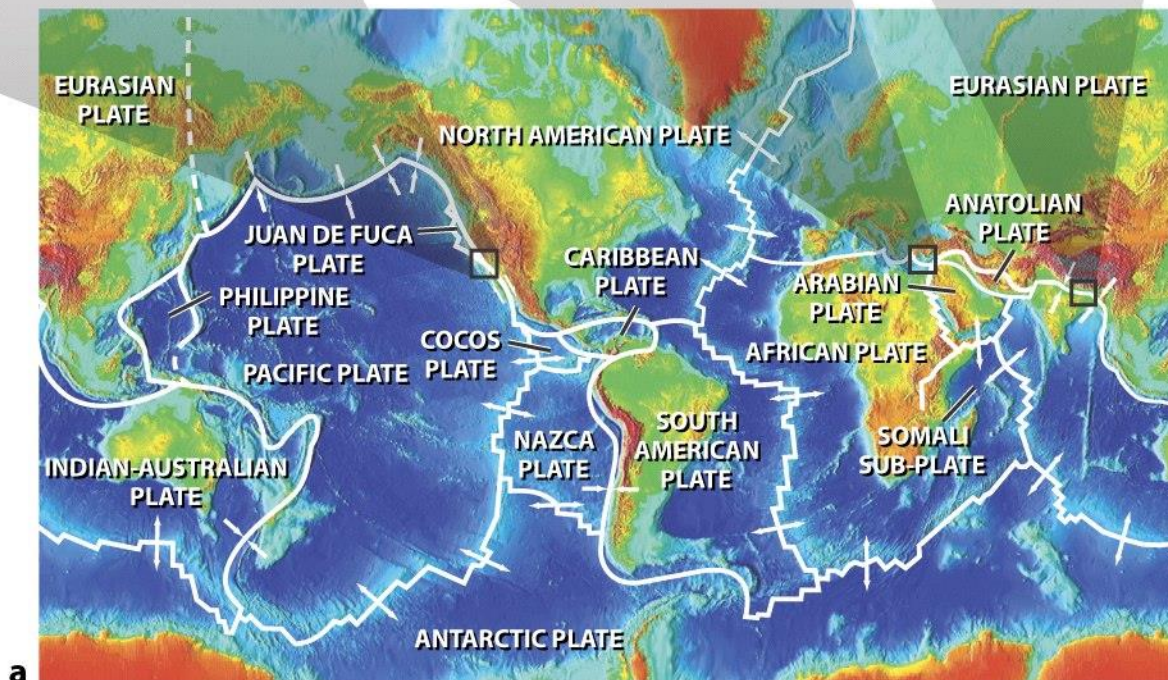 EURASIAN
PLATE
EURASIAN PLATE
NORTH AMERICAN PLATE
ANATOLIAN
PLATE
JUAN DE FUCA
PLATE
CARIBBEAN
PLATE
ARABIAN
PLATE
PHILIPPINE
PLATE
COCOS
PLATE
AFRICAN PLATE
PACIFIC PLATE
SOUTH
AMERICAN
PLATE
NAZCA
PLATE
SOMALI
SUB-PLATE
INDIAN-AUSTRALIAN
PLATE
ANTARCTIC PLATE
a